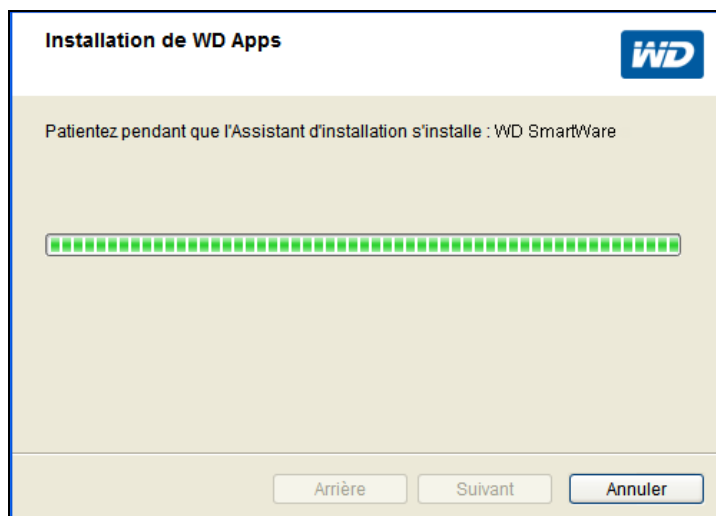 Installation de WD Apps
WD
Patientez pendant que l'Assistant d'installation s'installe : WD SmartWare
Arrière
Suivant
Annuler